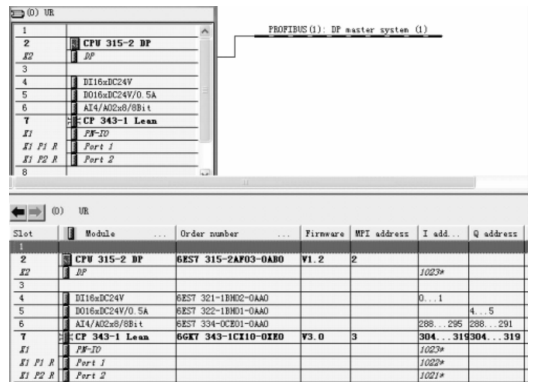 (0) UR
1
2 CPU 315-2 DP
X2 DP
3
4 DI16xDC24V
5 DO16xDC24V/0.5A
6 AI4/AO2x8/8Bit
7 CP 343-1 Lean
X1 PN-IO
X1 P1 R Port 1
X1 P2 R Port 2
8
PROFIBUS(1): DP master system (1)
(0) UR
Slot Module ... Order number ... Firmware MPI address I add... Q address
1
2 CPU 315-2 DP 6ES7 315-2AF03-0AB0 V1.2 2
X2 DP 1023*
3
4 DI16xDC24V 6ES7 321-1BH02-0AA0 0...1
5 DO16xDC24V/0.5A 6ES7 322-1BH01-0AA0 4...5
6 AI4/AO2x8/8Bit 6ES7 334-0CE01-0AA0 288...295 288...291
7 CP 343-1 Lean 6GK7 343-1CX10-0XE0 V3.0 3 304...319 304...319
X1 PN-IO 1023*
X1 P1 R Port 1 1022*
X1 P2 R Port 2 1021*